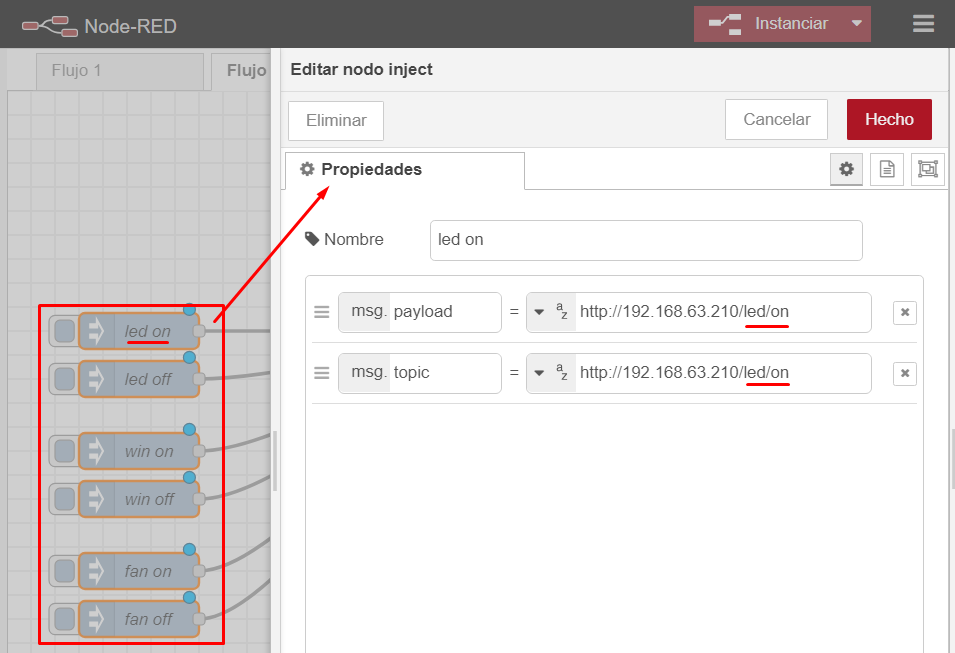 Node-RED
Instanciar
Flujo 1
Flujo
Editar nodo inject
Eliminar
Cancelar
Hecho
Propiedades
Nombre
led on
msg. payload = az http://192.168.63.210/led/on
msg. topic = az http://192.168.63.210/led/on
led on
led off
win on
win off
fan on
fan off